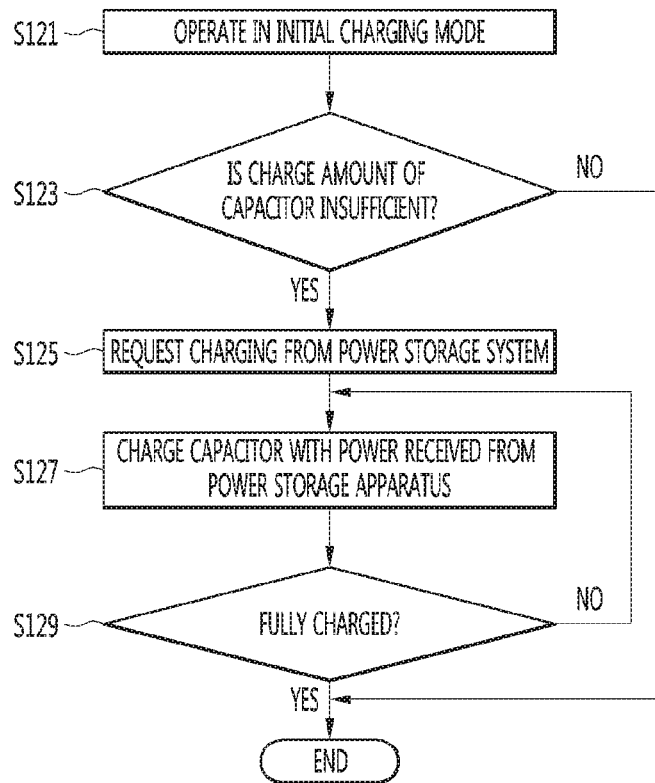 S121
OPERATE IN INITIAL CHARGING MODE
S123
IS CHARGE AMOUNT OF
CAPACITOR INSUFFICIENT?
NO
YES
S125
REQUEST CHARGING FROM POWER STORAGE SYSTEM
S127
CHARGE CAPACITOR WITH POWER RECEIVED FROM
POWER STORAGE APPARATUS
S129
FULLY CHARGED?
NO
YES
END